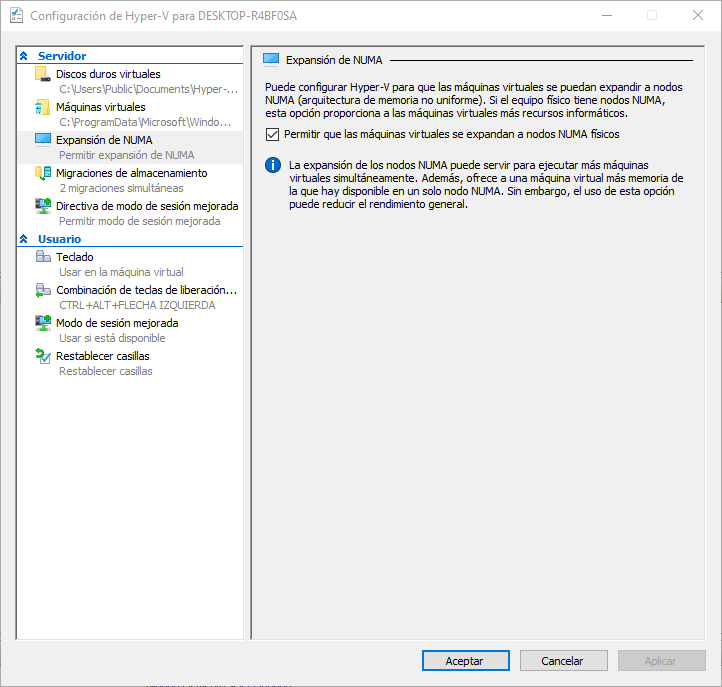 Configuración de Hyper-V para DESKTOP-R4BF0SA
Servidor
Discos duros virtuales
C:\Users\Public\Documents\Hyper-...
Máquinas virtuales
C:\ProgramData\Microsoft\Windo...
Expansión de NUMA
Permitir expansión de NUMA
Migraciones de almacenamiento
2 migraciones simultáneas
Directiva de modo de sesión mejorada
Permitir modo de sesión mejorada
Usuario
Teclado
Usar en la máquina virtual
Combinación de teclas de liberación...
CTRL+ALT+FLECHA IZQUIERDA
Modo de sesión mejorada
Usar si está disponible
Restablecer casillas
Restablecer casillas
Expansión de NUMA
Puede configurar Hyper-V para que las máquinas virtuales se puedan expandir a nodos
NUMA (arquitectura de memoria no uniforme). Si el equipo físico tiene nodos NUMA,
esta opción proporciona a las máquinas virtuales más recursos informáticos.
Permitir que las máquinas virtuales se expandan a nodos NUMA físicos
La expansión de los nodos NUMA puede servir para ejecutar más máquinas
virtuales simultáneamente. Además, ofrece a una máquina virtual más memoria de
la que hay disponible en un solo nodo NUMA. Sin embargo, el uso de esta opción
puede reducir el rendimiento general.
Aceptar
Cancelar
Aplicar